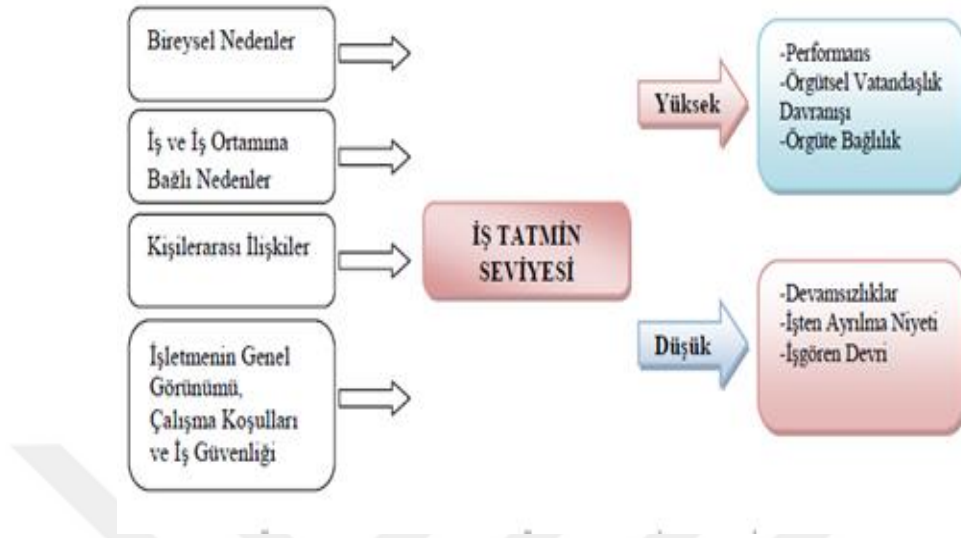 Bireysel Nedenler
İş ve İş Ortamına
Bağlı Nedenler
Kişilerarası İlişkiler
İşletmenin Genel
Görünümü,
Çalışma Koşulları
ve İş Güvenliği
İŞ TATMİN
SEVİYESİ
Yüksek
-Performans
-Örgütsel Vatandaşlık
Davranışı
-Örgüte Bağlılık
Düşük
-Devamsızlıklar
-İşten Ayrılma Niyeti
-İşgören Devri